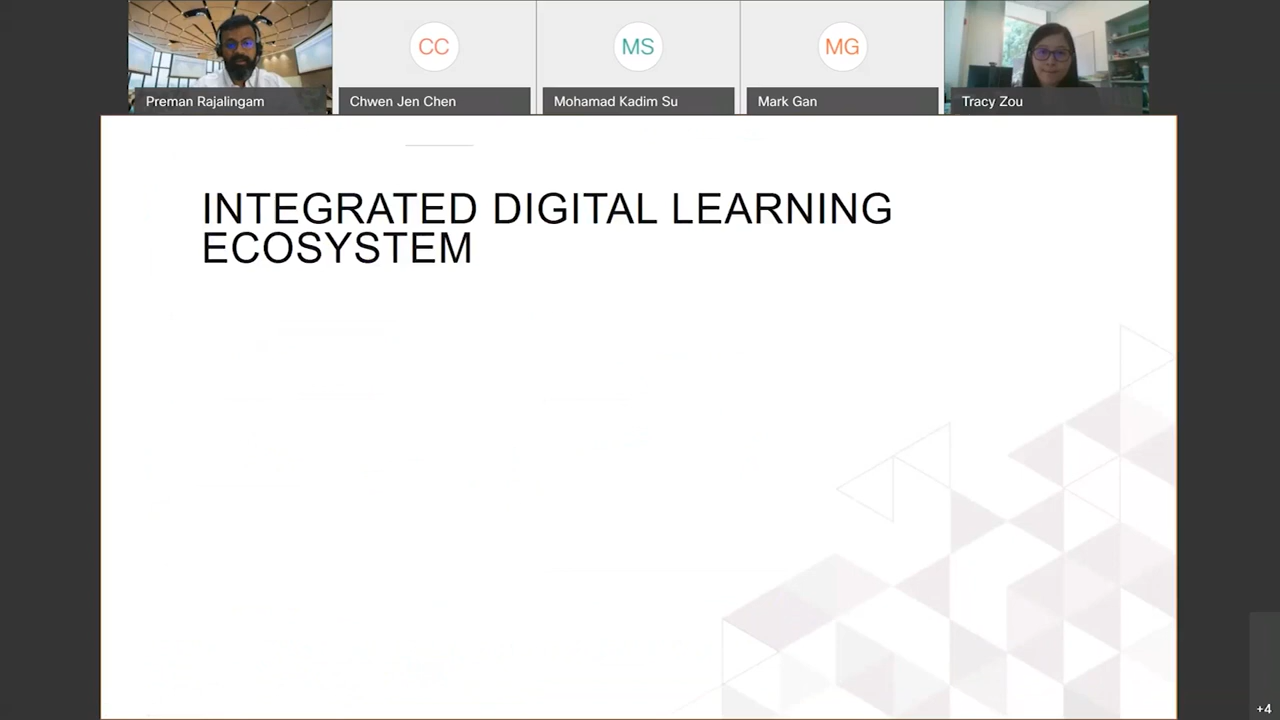 CC
MS
MG
Preman Rajalingam
Chwen Jen Chen
Mohamad Kadim Su
Mark Gan
Tracy Zou
INTEGRATED DIGITAL LEARNING
ECOSYSTEM
+4